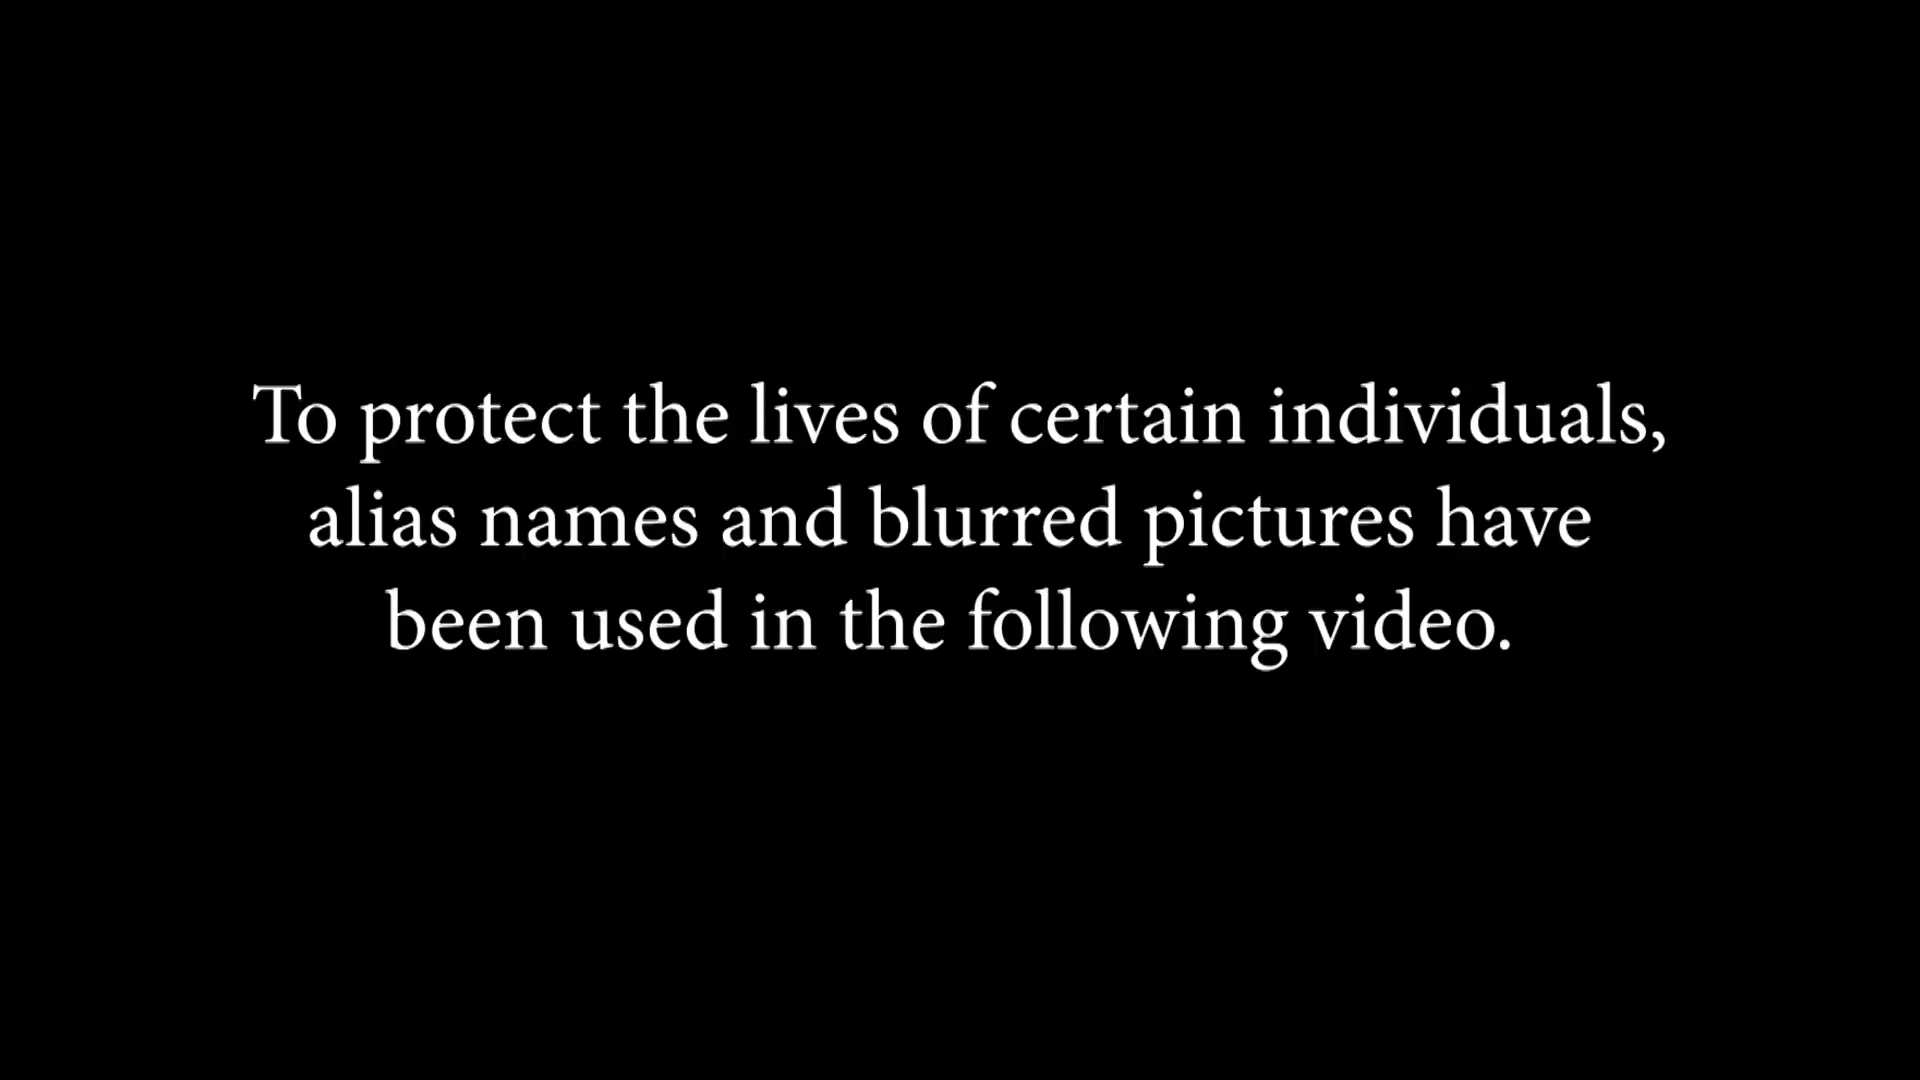 To protect the lives of certain individuals,
alias names and blurred pictures have
been used in the following video.